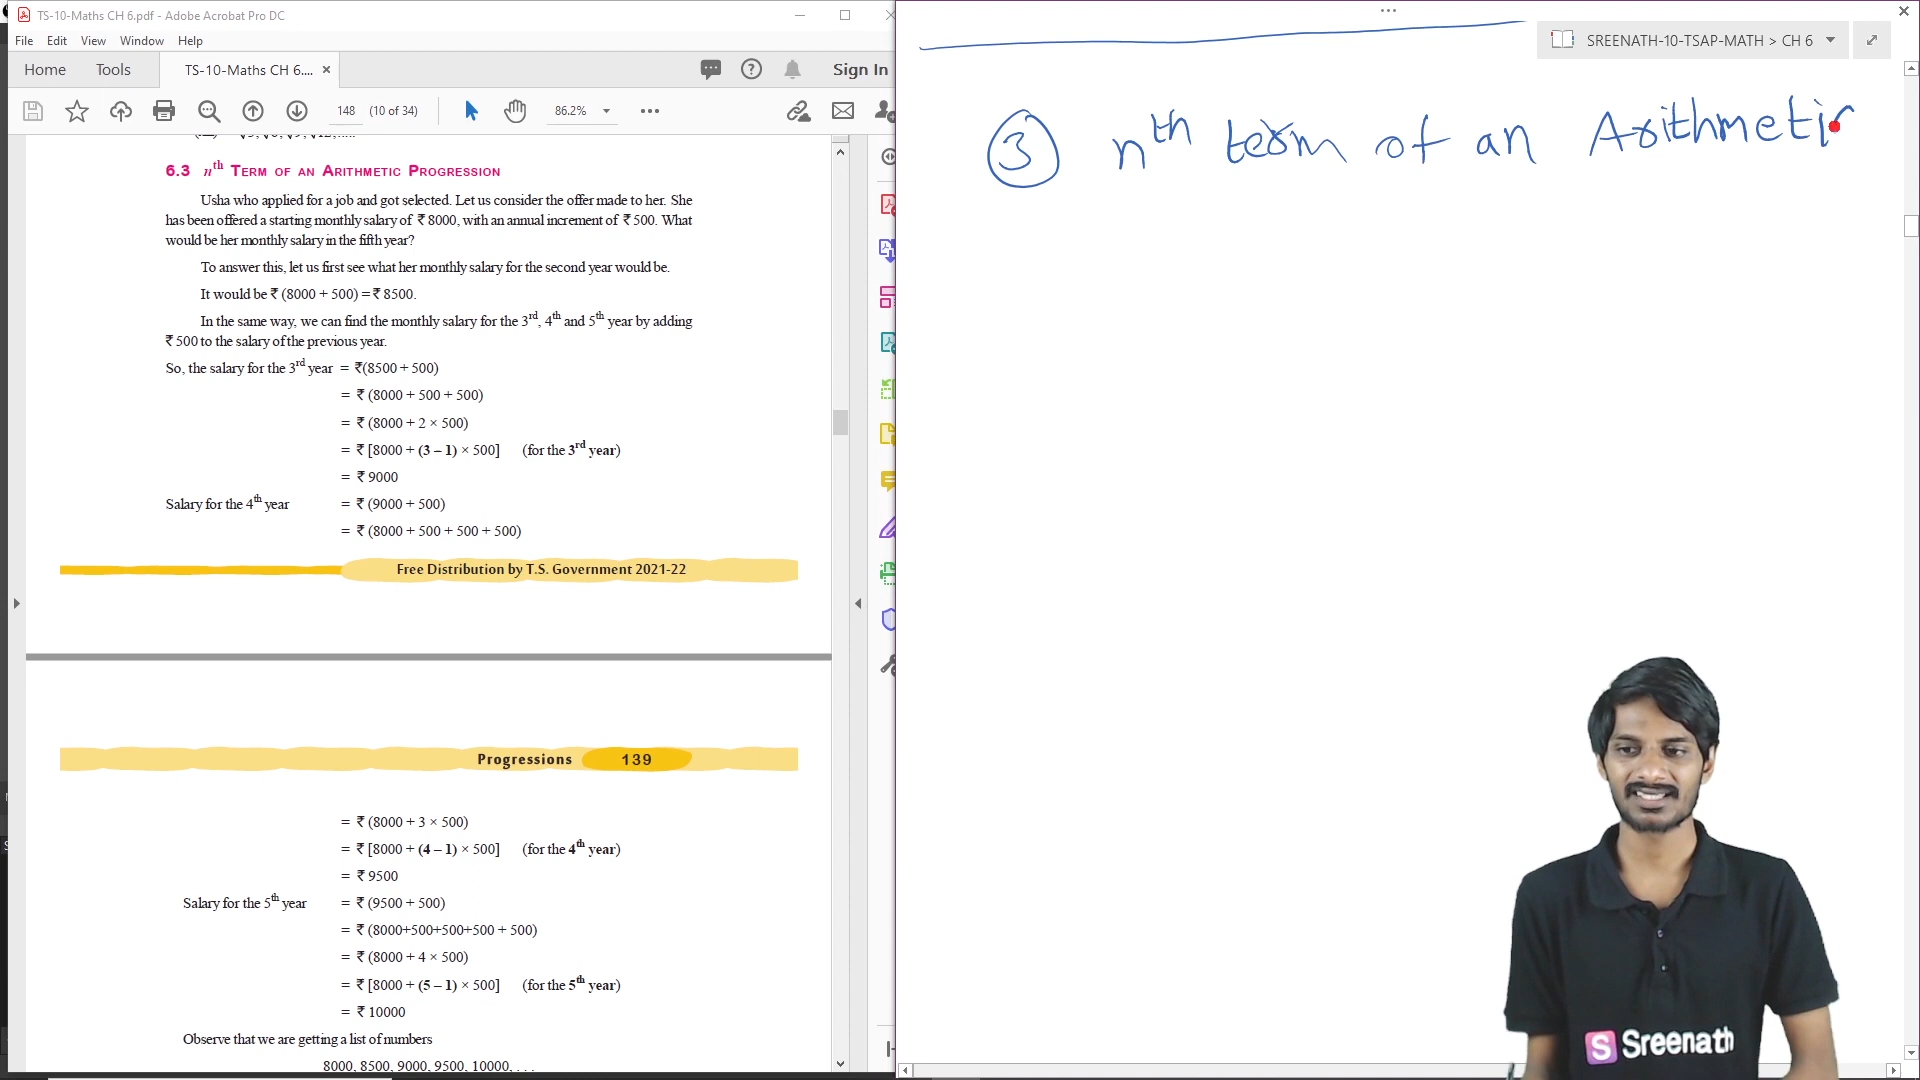 TS-10-Maths CH 6.pdf - Adobe Acrobat Pro DC
File Edit View Window Help
Home Tools TS-10-Maths CH 6.... × Sign In
148 (10 of 34) 86.2%
6.3 nth TERM OF AN ARITHMETIC PROGRESSION
Usha who applied for a job and got selected. Let us consider the offer made to her. She
has been offered a starting monthly salary of ₹ 8000, with an annual increment of ₹ 500. What
would be her monthly salary in the fifth year?
To answer this, let us first see what her monthly salary for the second year would be.
It would be ₹ (8000 + 500) = ₹ 8500.
In the same way, we can find the monthly salary for the 3rd, 4th and 5th year by adding
₹ 500 to the salary of the previous year.
So, the salary for the 3rd year = ₹(8500 + 500)
= ₹ (8000 + 500 + 500)
= ₹ (8000 + 2 × 500)
= ₹ [8000 + (3 – 1) × 500] (for the 3rd year)
= ₹ 9000
Salary for the 4th year = ₹ (9000 + 500)
= ₹ (8000 + 500 + 500 + 500)
Free Distribution by T.S. Government 2021-22
Progressions 139
= ₹ (8000 + 3 × 500)
= ₹ [8000 + (4 – 1) × 500] (for the 4th year)
= ₹ 9500
Salary for the 5th year = ₹ (9500 + 500)
= ₹ (8000+500+500+500 + 500)
= ₹ (8000 + 4 × 500)
= ₹ [8000 + (5 – 1) × 500] (for the 5th year)
= ₹ 10000
Observe that we are getting a list of numbers
8000, 8500, 9000, 9500, 10000, . . .
SREENATH-10-TSAP-MATH > CH 6
3 nth term of an Arithmetic
S Sreenath